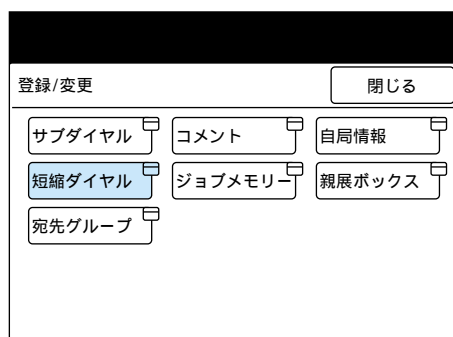 登録/変更 閉じる
サブダイヤル コメント 自局情報
短縮ダイヤル ジョブメモリー 親展ボックス
宛先グループ